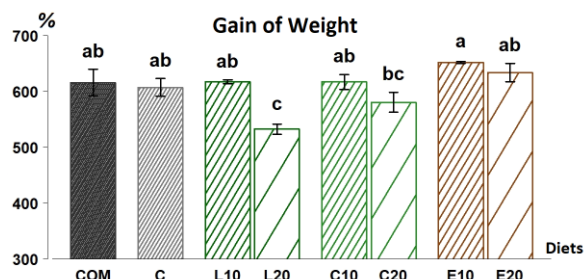 Gain of Weight
%
700
600
500
400
300
ab
ab
ab
c
ab
bc
a
ab
Diets
COM
C
L10
L20
C10
C20
E10
E20